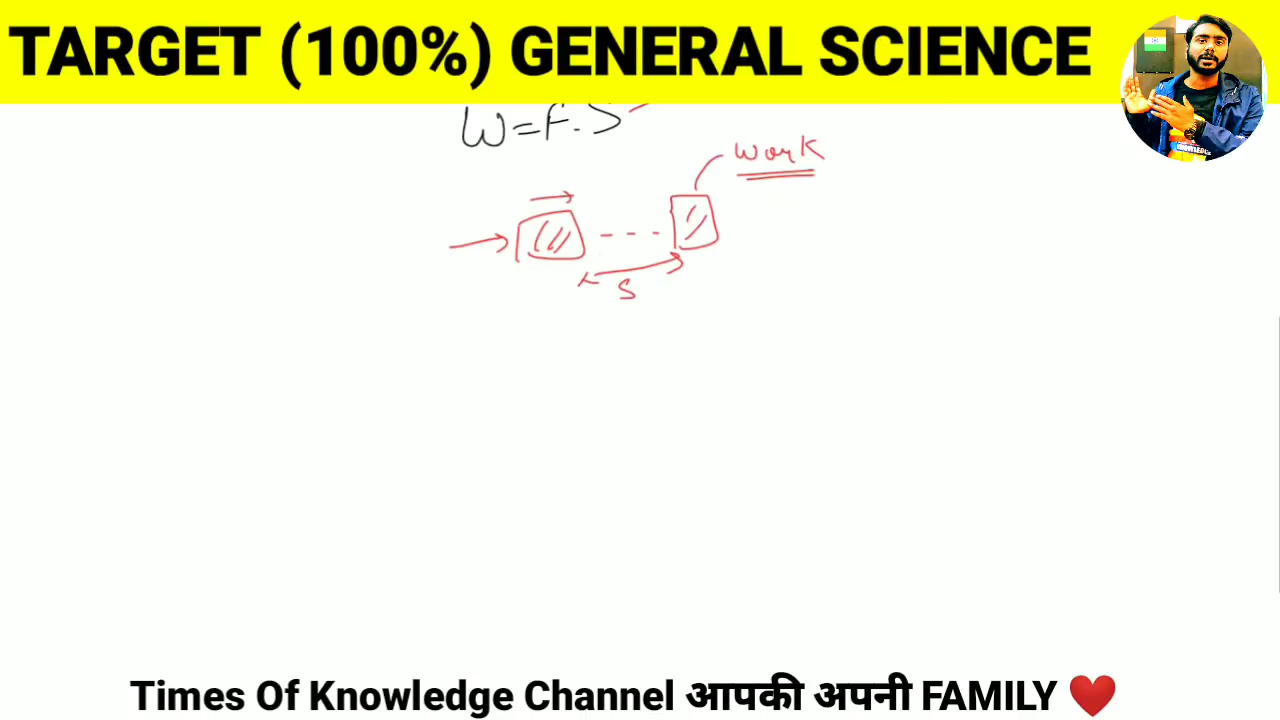 TARGET (100%) GENERAL SCIENCE
W=F.S
Work
S
Times Of Knowledge Channel आपकी अपनी FAMILY ❤️